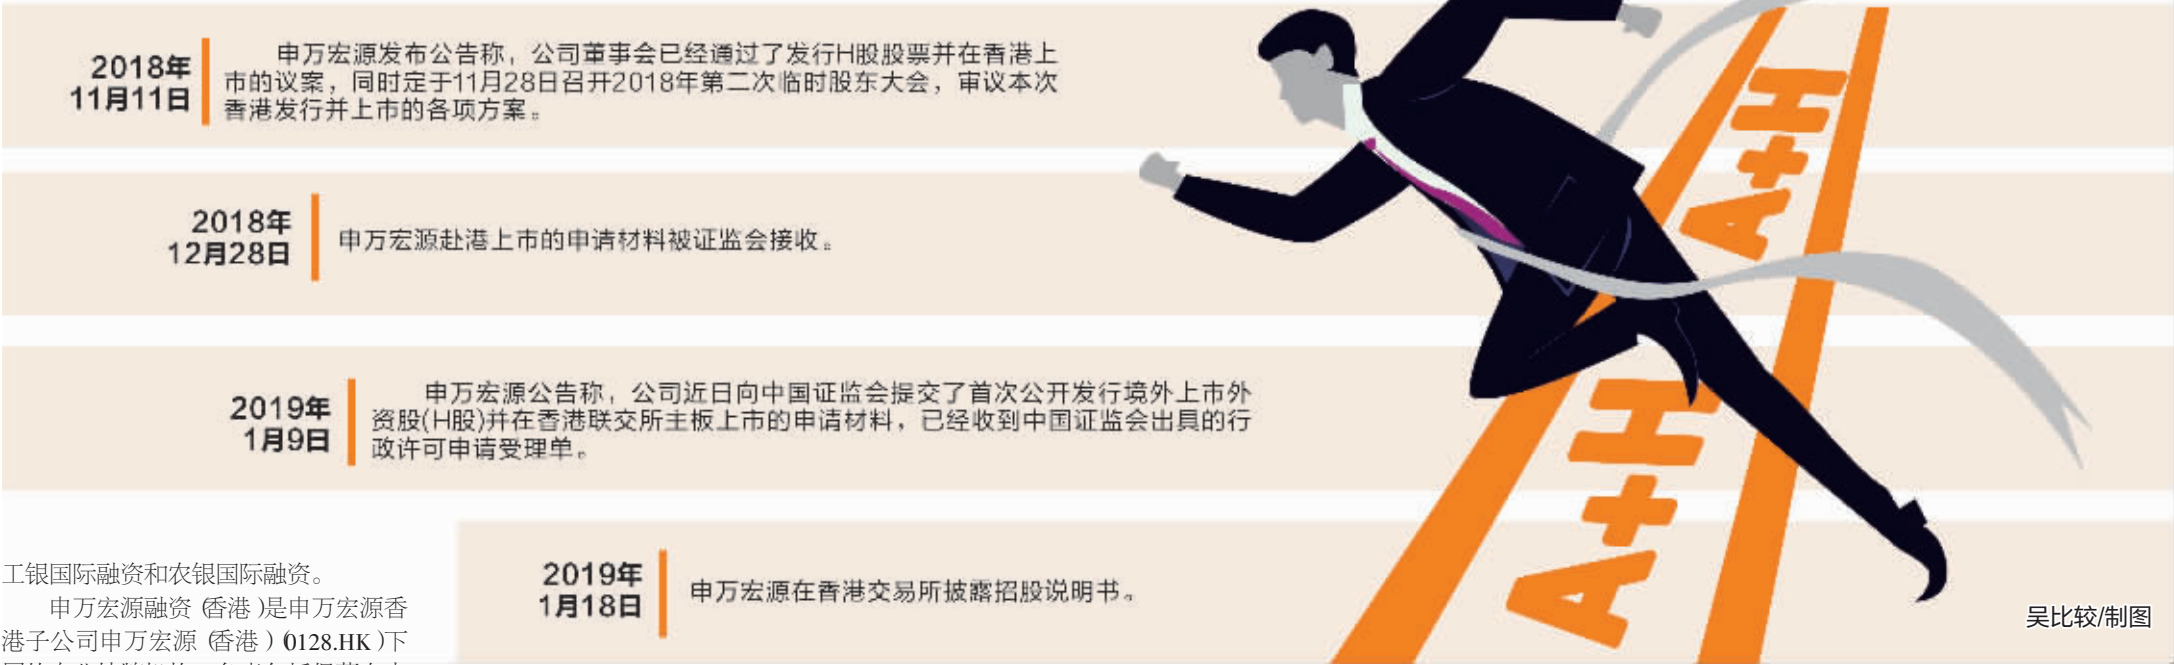 2018年
11月11日
申万宏源发布公告称，公司董事会已经通过了发行H股股票并在香港上
市的议案，同时定于11月28日召开2018年第二次临时股东大会，审议本次
香港发行并上市的各项方案。
2018年
12月28日
申万宏源赴港上市的申请材料被证监会接收。
2019年
1月9日
申万宏源公告称，公司近日向中国证监会提交了首次公开发行境外上市外
资股(H股)并在香港联交所主板上市的申请材料，已经收到中国证监会出具的行
政许可申请受理单。
2019年
1月18日
申万宏源在香港交易所披露招股说明书。
A+H
A+H
吴比较/制图
工银国际融资和农银国际融资。
申万宏源融资（香港）是申万宏源香
港子公司申万宏源（香港）（0128.HK）下